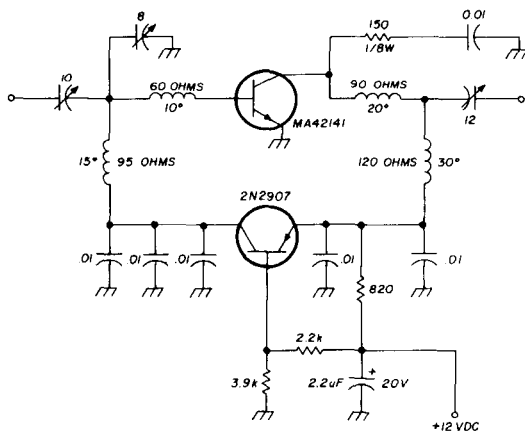 8
150
1/8W
0.01
10
60 OHMS
10°
90 OHMS
20°
MA42141
12
15°
95 OHMS
120 OHMS
30°
2N2907
.01
.01
.01
.01
.01
820
2.2k
3.9k
2.2uF
+
20V
+12 VDC